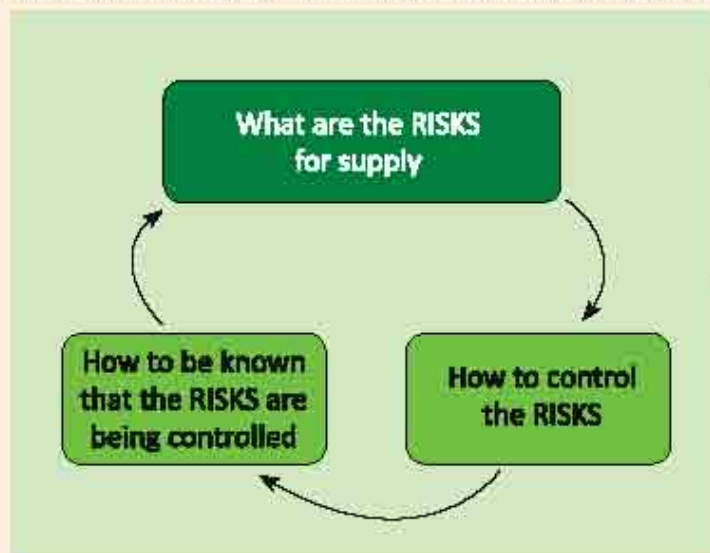 What are the RISKS
for supply
How to control
the RISKS
How to be known
that the RISKS are
being controlled